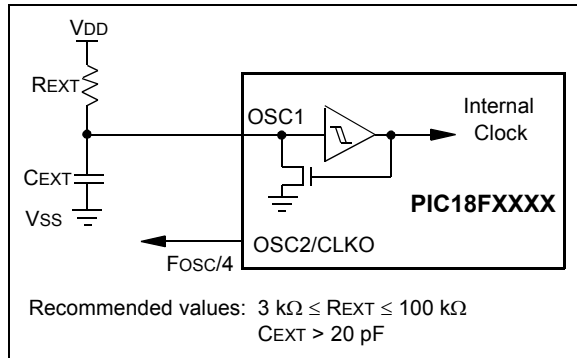 VDD
REXT
OSC1
Internal
Clock
CEXT
PIC18FXXXX
VSS
OSC2/CLKO
FOSC/4
Recommended values: 3 kΩ ≤ REXT ≤ 100 kΩ
CEXT > 20 pF